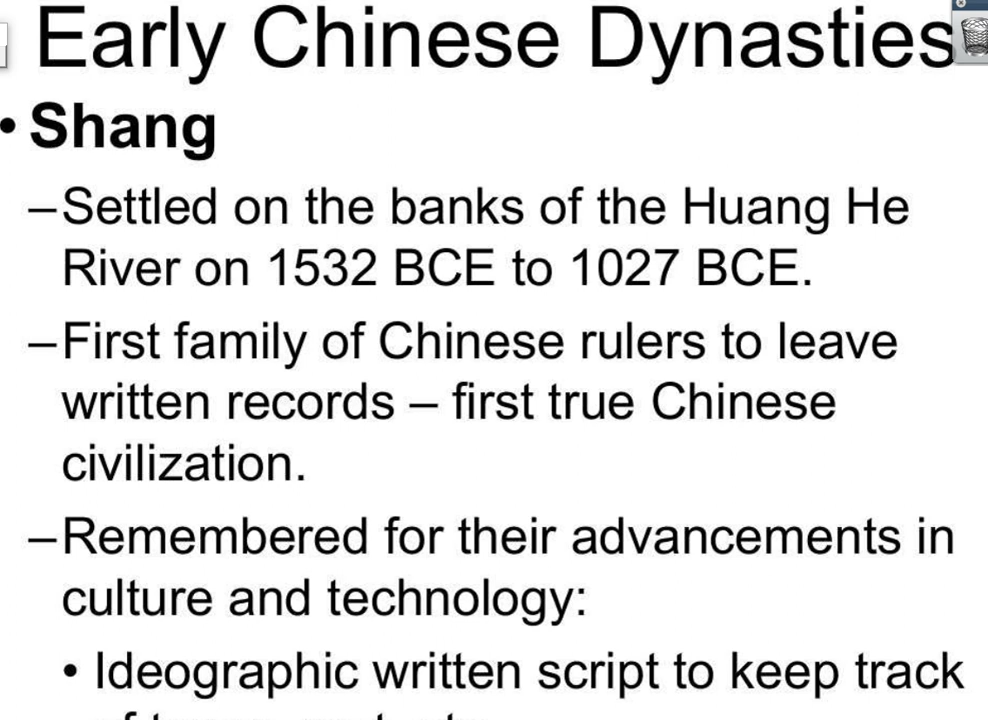 Early Chinese Dynasties
• Shang
–Settled on the banks of the Huang He
River on 1532 BCE to 1027 BCE.
–First family of Chinese rulers to leave
written records – first true Chinese
civilization.
–Remembered for their advancements in
culture and technology:
• Ideographic written script to keep track
of